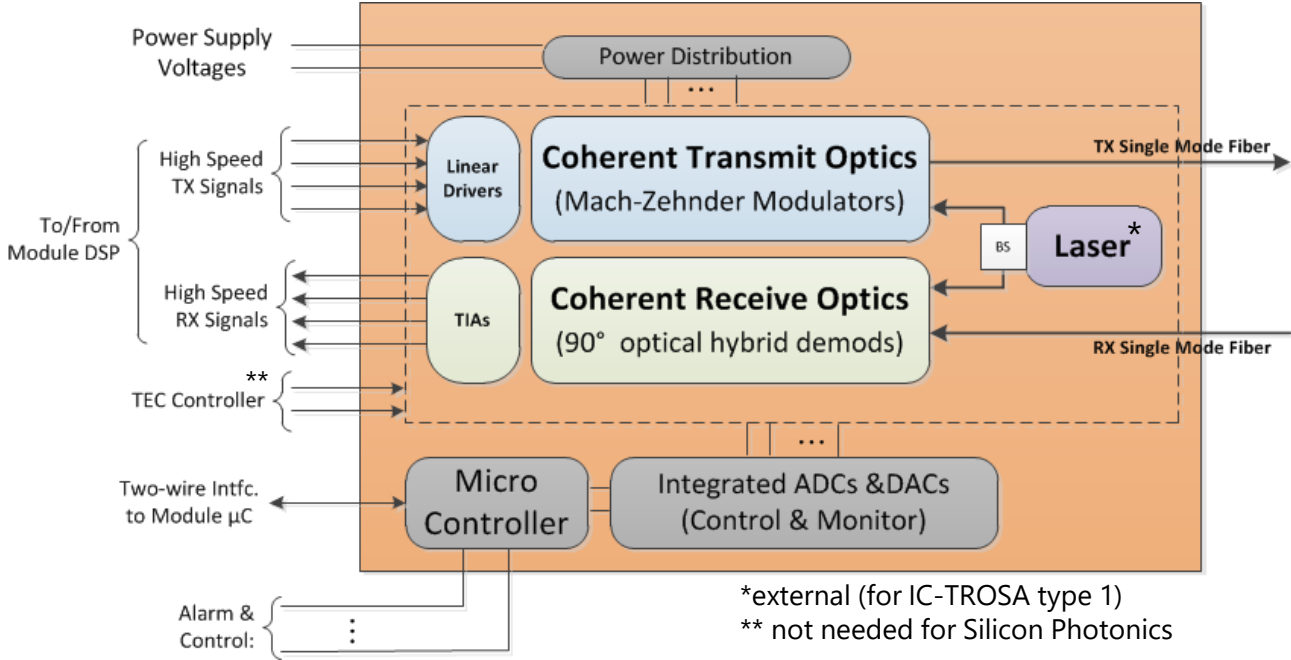 Power Supply
Voltages
Power Distribution
...
High Speed
TX Signals
Linear
Drivers
Coherent Transmit Optics
(Mach-Zehnder Modulators)
TX Single Mode Fiber
To/From
Module DSP
BS
Laser*
High Speed
RX Signals
TIAs
Coherent Receive Optics
(90° optical hybrid demods)
RX Single Mode Fiber
**
TEC Controller
...
Two-wire Intfc.
to Module µC
Micro
Controller
Integrated ADCs &DACs
(Control & Monitor)
Alarm &
Control:
...
*external (for IC-TROSA type 1)
** not needed for Silicon Photonics